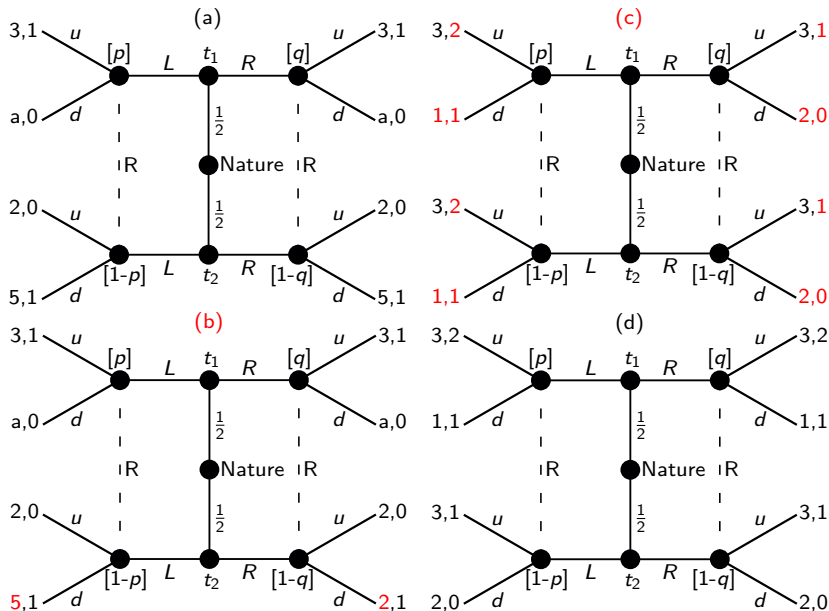 (a)
3,1 u [p] L t1 R [q] u 3,1
a,0 d 1/2 d a,0
R Nature R
2,0 u 1/2 u 2,0
5,1 d [1-p] L t2 R [1-q] d 5,1
(c)
3,2 u [p] L t1 R [q] u 3,1
1,1 d 1/2 d 2,0
R Nature R
3,2 u 1/2 u 3,1
1,1 d [1-p] L t2 R [1-q] d 2,0
(b)
3,1 u [p] L t1 R [q] u 3,1
a,0 d 1/2 d a,0
R Nature R
2,0 u 1/2 u 2,0
5,1 d [1-p] L t2 R [1-q] d 2,1
(d)
3,2 u [p] L t1 R [q] u 3,2
1,1 d 1/2 d 1,1
R Nature R
3,1 u 1/2 u 3,1
2,0 d [1-p] L t2 R [1-q] d 2,0